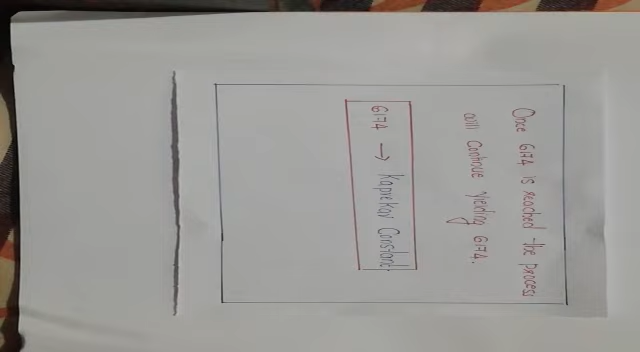 Once 6174 is reached the process
will continue yielding 6174.
6174 → Kaprekar Constant!